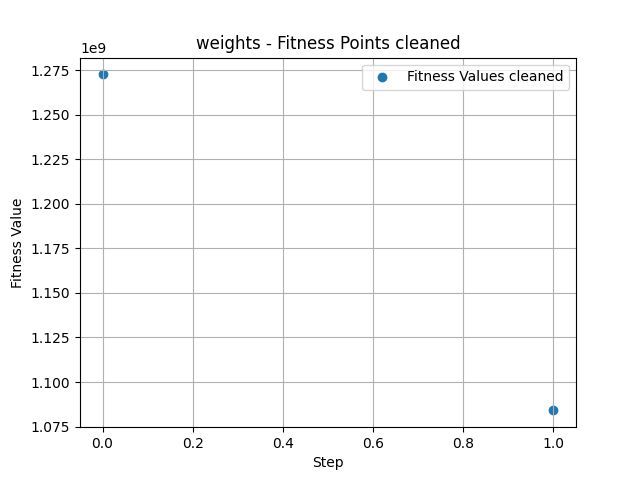 weights - Fitness Points cleaned
1e9
Fitness Values cleaned
1.275
1.250
1.225
1.200
1.175
1.150
1.125
1.100
1.075
Fitness Value
0.0 0.2 0.4 0.6 0.8 1.0
Step